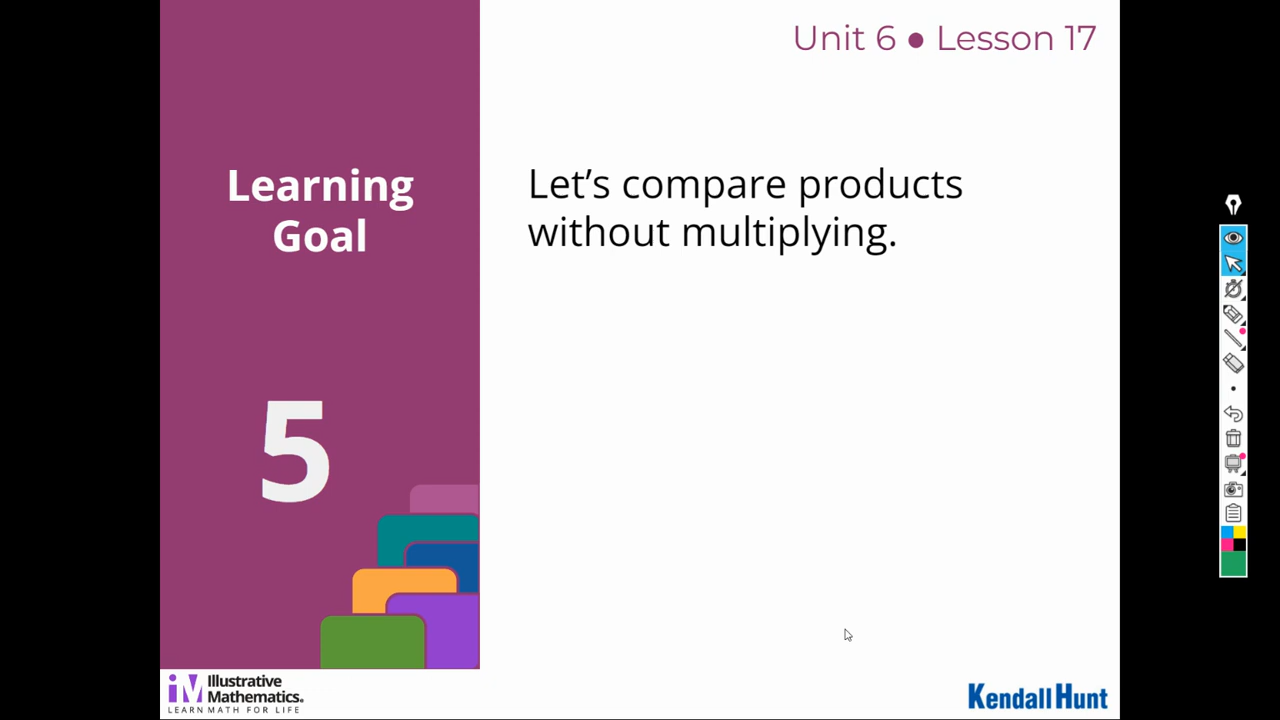 Unit 6 ● Lesson 17
Learning
Goal
Let’s compare products
without multiplying.
5
Illustrative
Mathematics.
LEARN MATH FOR LIFE
Kendall Hunt